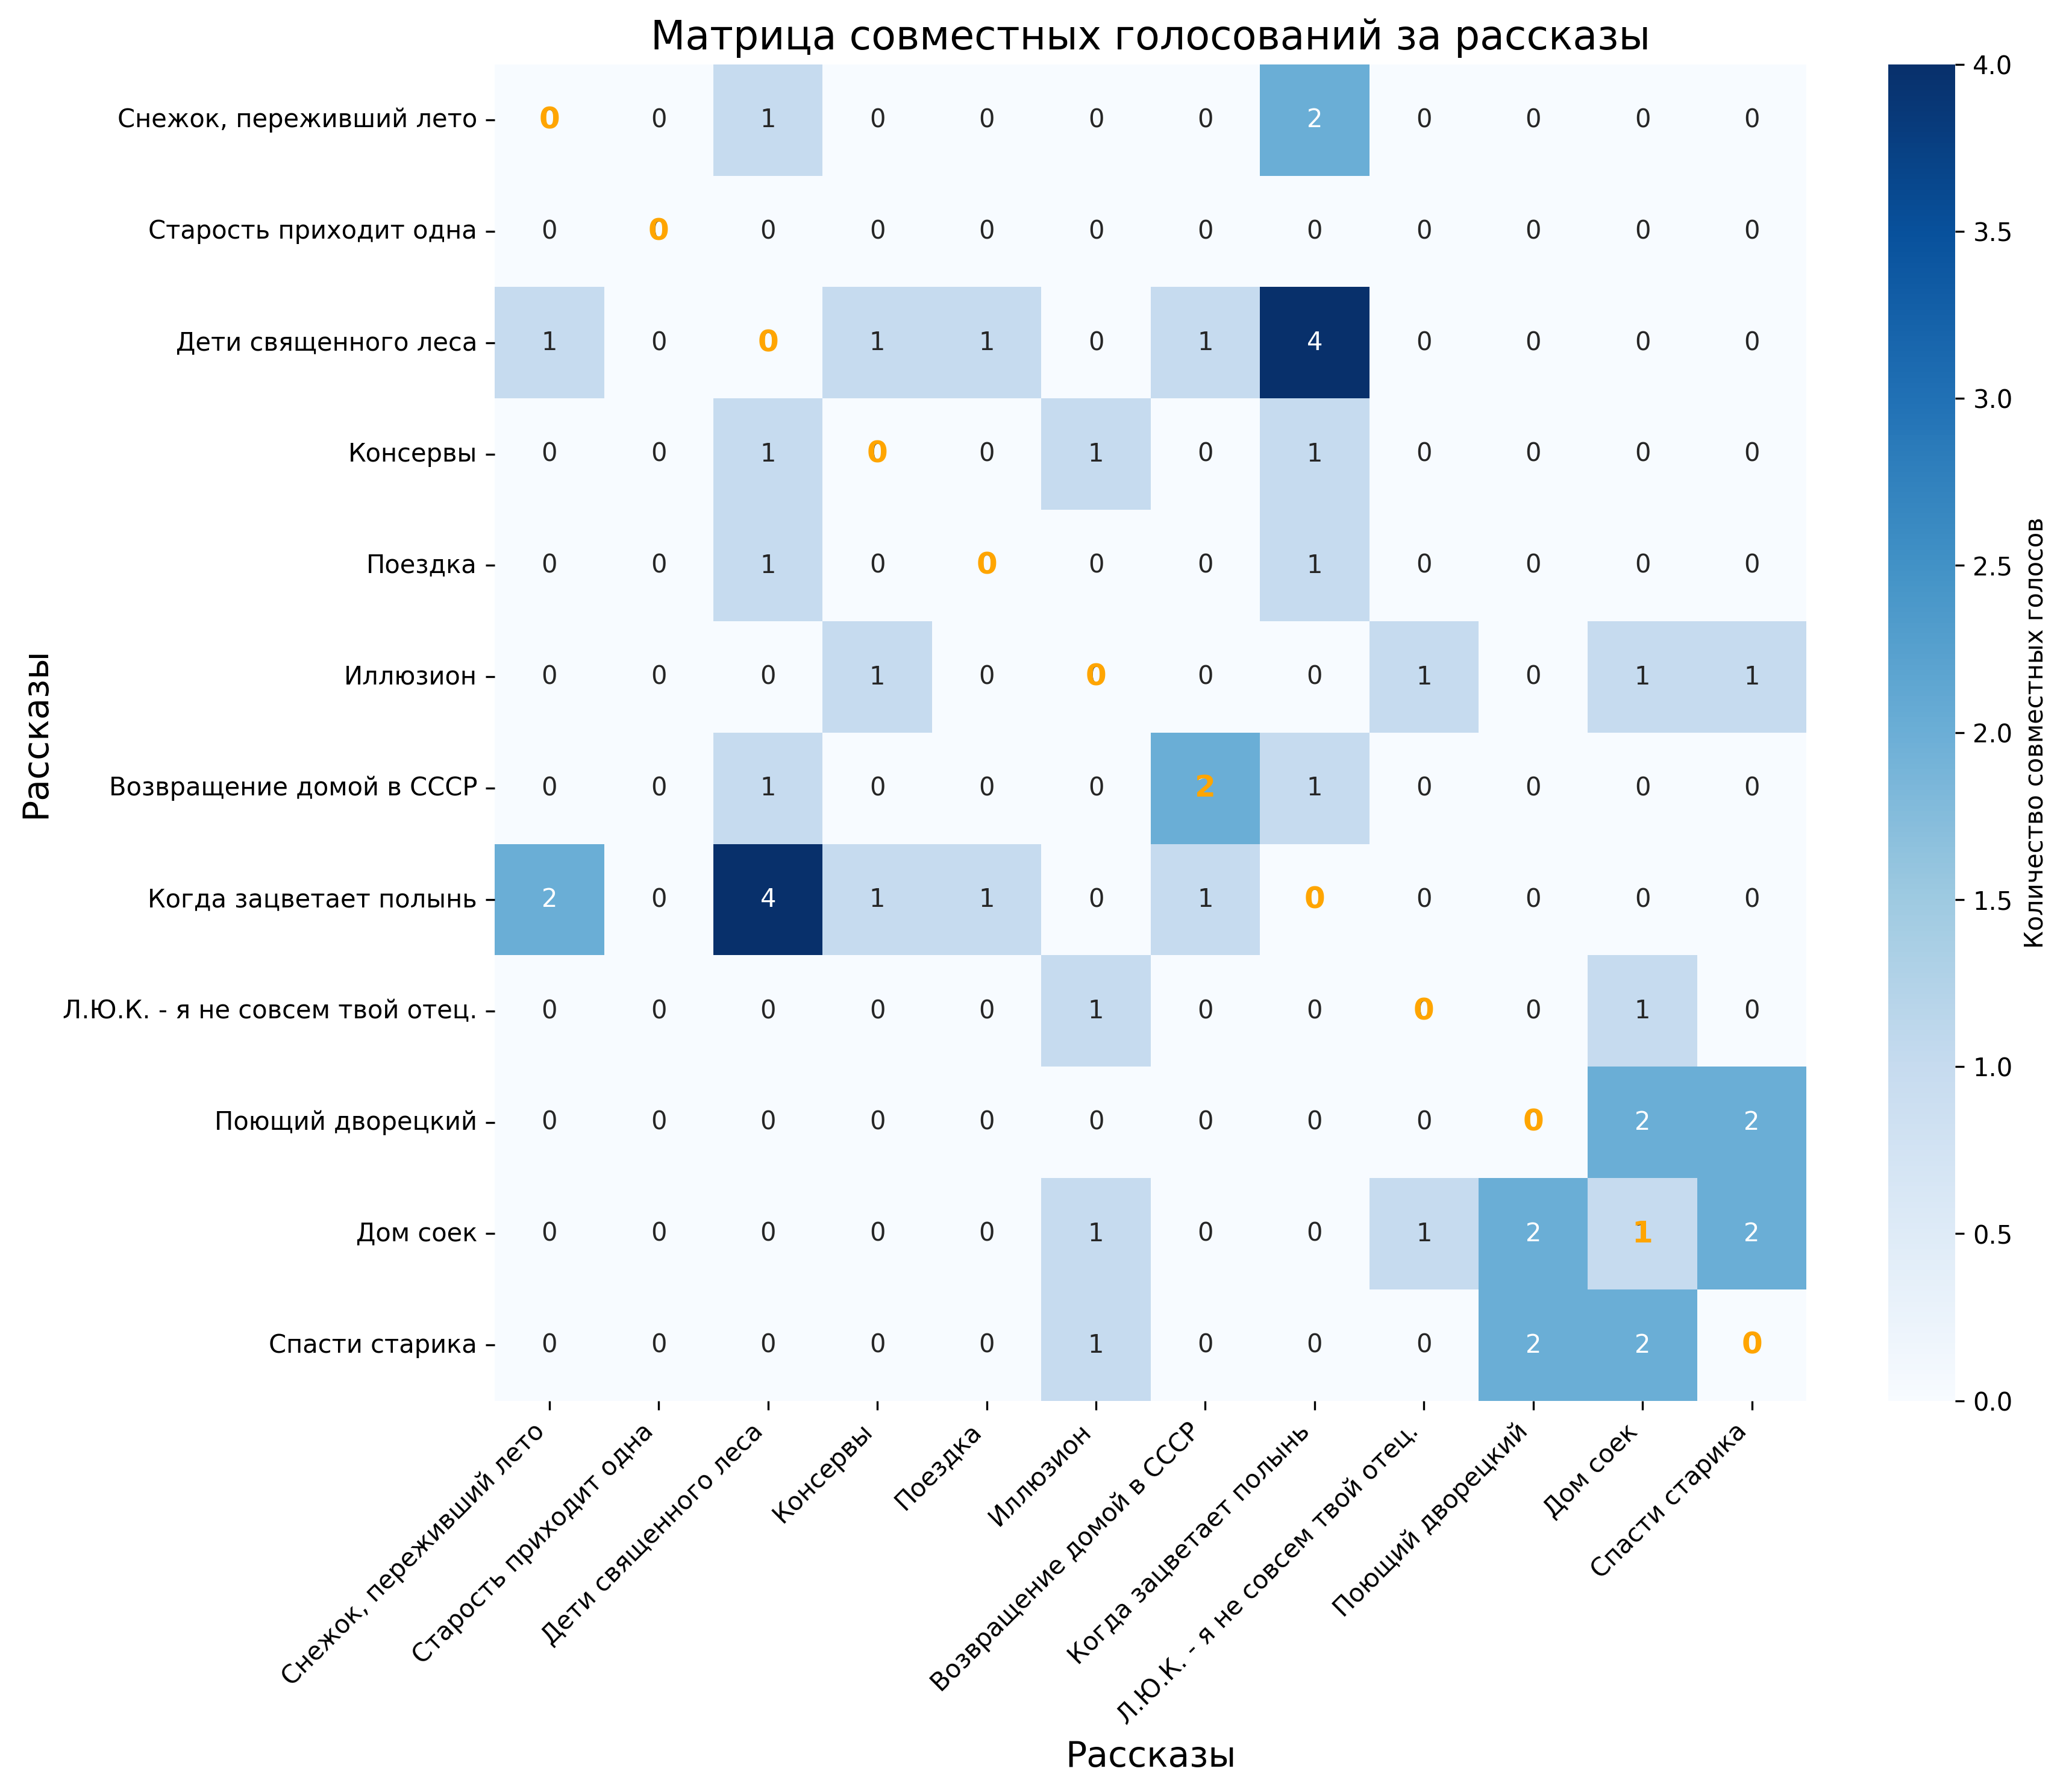 Матрица совместных голосований за рассказы
Снежок, переживший лето 0 0 1 0 0 0 0 2 0 0 0 0
Старость приходит одна 0 0 0 0 0 0 0 0 0 0 0 0
Дети священного леса 1 0 0 1 1 0 1 4 0 0 0 0
Консервы 0 0 1 0 0 1 0 1 0 0 0 0
Поездка 0 0 1 0 0 0 0 1 0 0 0 0
Иллюзион 0 0 0 1 0 0 0 0 1 0 1 1
Возвращение домой в СССР 0 0 1 0 0 0 2 1 0 0 0 0
Когда зацветает полынь 2 0 4 1 1 0 1 0 0 0 0 0
Л.Ю.К. - я не совсем твой отец. 0 0 0 0 0 1 0 0 0 0 1 0
Поющий дворецкий 0 0 0 0 0 0 0 0 0 0 2 2
Дом соек 0 0 0 0 0 1 0 0 1 2 1 2
Спасти старика 0 0 0 0 0 1 0 0 0 2 2 0
Рассказы
Снежок, переживший лето
Старость приходит одна
Дети священного леса
Консервы
Поездка
Иллюзион
Возвращение домой в СССР
Когда зацветает полынь
Л.Ю.К. - я не совсем твой отец.
Поющий дворецкий
Дом соек
Спасти старика
Рассказы
4.0
3.5
3.0
2.5
2.0
1.5
1.0
0.5
0.0
Количество совместных голосов